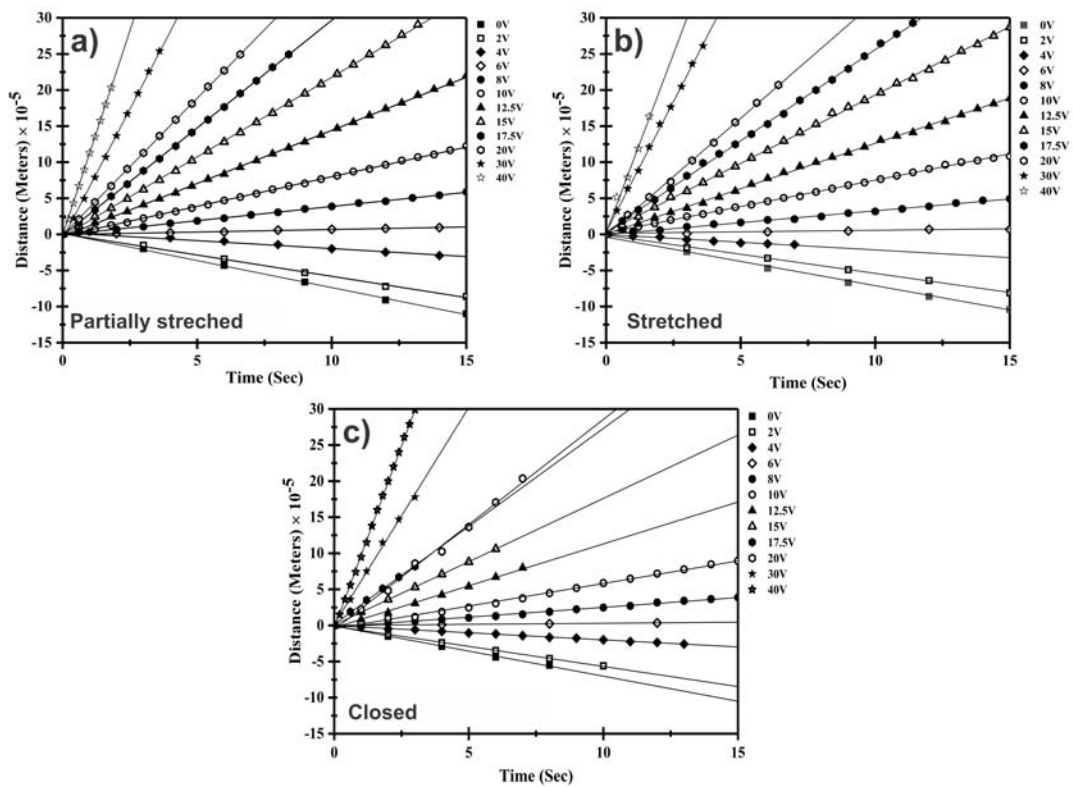 a)
Distance (Meters) × 10⁻⁵
30
25
20
15
10
5
0
-5
-10
-15
Partially streched
0 5 10 15
Time (Sec)
0V
2V
4V
6V
8V
10V
12.5V
15V
17.5V
20V
30V
40V
b)
Distance (Meters) × 10⁻⁵
30
25
20
15
10
5
0
-5
-10
-15
Stretched
0 5 10 15
Time (Sec)
0V
2V
4V
6V
8V
10V
12.5V
15V
17.5V
20V
30V
40V
c)
Distance (Meters) × 10⁻⁵
30
25
20
15
10
5
0
-5
-10
-15
Closed
0 5 10 15
Time (Sec)
0V
2V
4V
6V
8V
10V
12.5V
15V
17.5V
20V
30V
40V